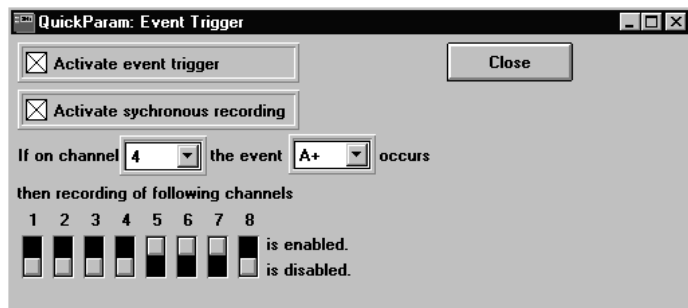 QuickParam: Event Trigger
Activate event trigger
Close
Activate sychronous recording
If on channel 4 the event A+ occurs
then recording of following channels
1 2 3 4 5 6 7 8
is enabled.
is disabled.